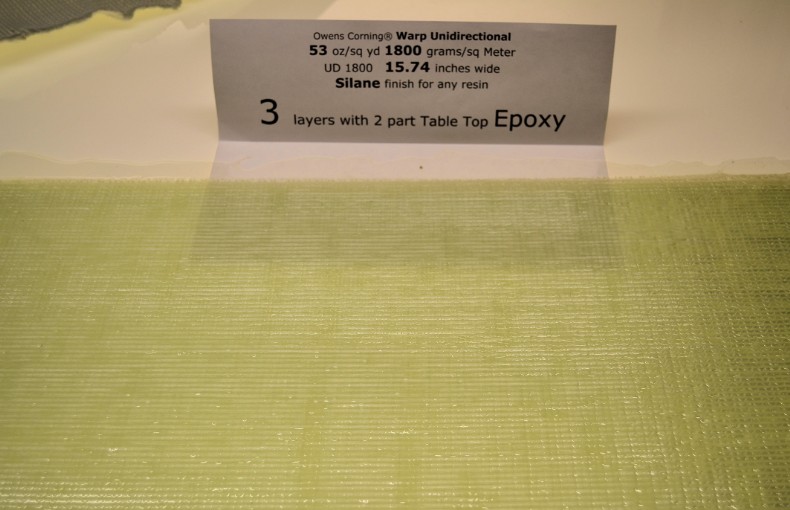 Owens Corning® Warp Unidirectional
53 oz/sq yd 1800 grams/sq Meter
UD 1800 15.74 inches wide
Silane finish for any resin
3 layers with 2 part Table Top Epoxy